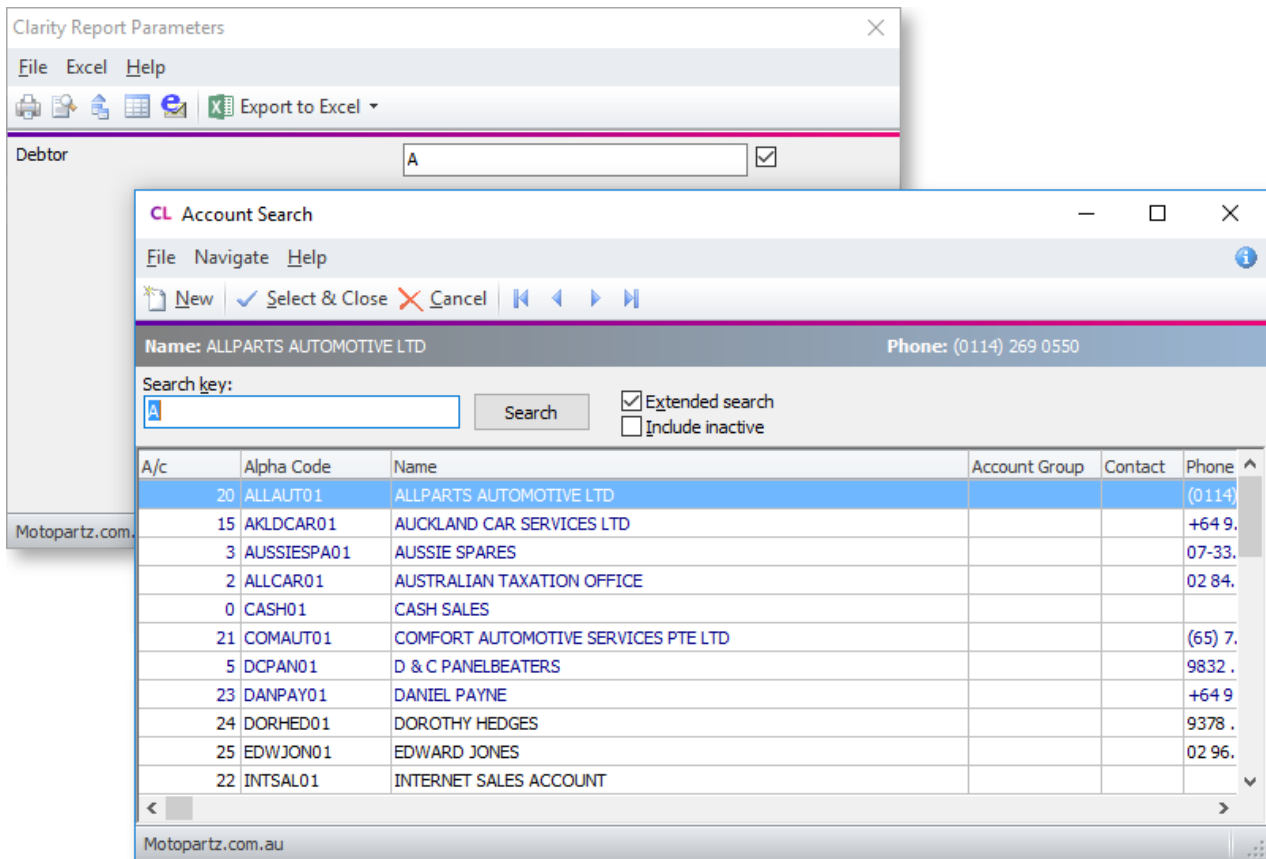 Clarity Report Parameters
File Excel Help
Export to Excel
Debtor A
CL Account Search
File Navigate Help
New Select & Close Cancel
Name: ALLPARTS AUTOMOTIVE LTD Phone: (0114) 269 0550
Search key:
A Search
Extended search
Include inactive
A/c Alpha Code Name Account Group Contact Phone
20 ALLAUT01 ALLPARTS AUTOMOTIVE LTD (0114)
15 AKLDCAR01 AUCKLAND CAR SERVICES LTD +64 9.
3 AUSSIESPA01 AUSSIE SPARES 07-33.
2 ALLCAR01 AUSTRALIAN TAXATION OFFICE 02 84.
0 CASH01 CASH SALES
21 COMAUT01 COMFORT AUTOMOTIVE SERVICES PTE LTD (65) 7.
5 DCPAN01 D & C PANELBEATERS 9832 .
23 DANPAY01 DANIEL PAYNE +64 9
24 DORHED01 DOROTHY HEDGES 9378 .
25 EDWJON01 EDWARD JONES 02 96.
22 INTSAL01 INTERNET SALES ACCOUNT
Motopartz.com.
Motopartz.com.au